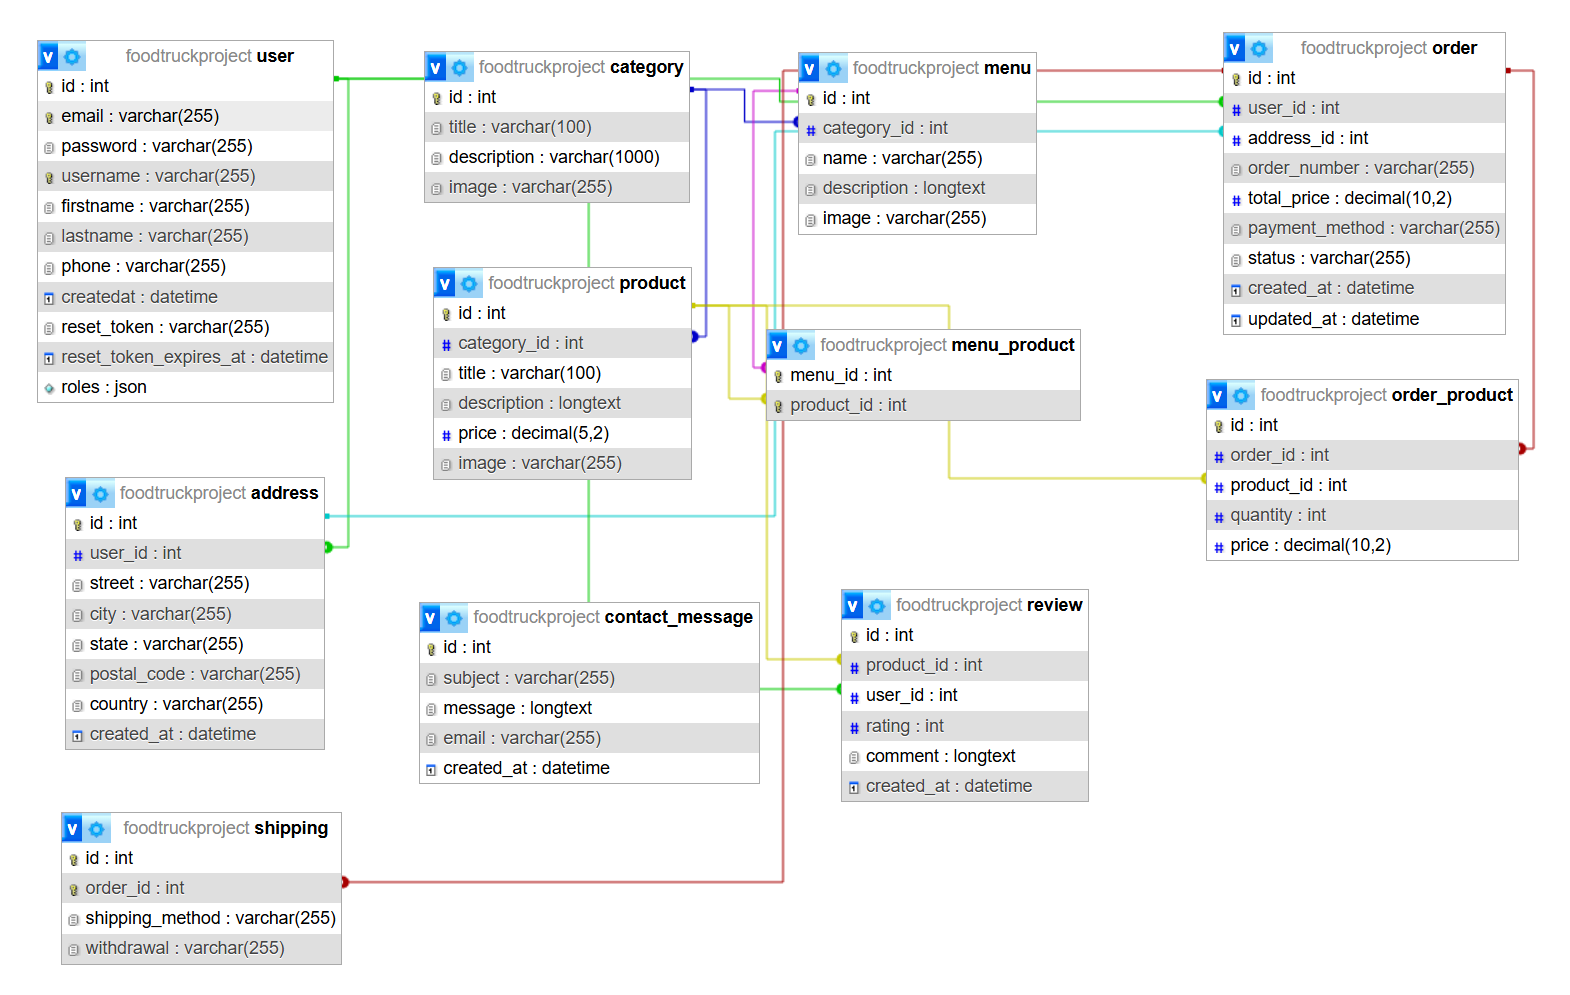 foodtruckproject user
id : int
email : varchar(255)
password : varchar(255)
username : varchar(255)
firstname : varchar(255)
lastname : varchar(255)
phone : varchar(255)
createdat : datetime
reset_token : varchar(255)
reset_token_expires_at : datetime
roles : json
foodtruckproject category
id : int
title : varchar(100)
description : varchar(1000)
image : varchar(255)
foodtruckproject menu
id : int
category_id : int
name : varchar(255)
description : longtext
image : varchar(255)
foodtruckproject order
id : int
user_id : int
address_id : int
order_number : varchar(255)
total_price : decimal(10,2)
payment_method : varchar(255)
status : varchar(255)
created_at : datetime
updated_at : datetime
foodtruckproject product
id : int
category_id : int
title : varchar(100)
description : longtext
price : decimal(5,2)
image : varchar(255)
foodtruckproject menu_product
menu_id : int
product_id : int
foodtruckproject order_product
id : int
order_id : int
product_id : int
quantity : int
price : decimal(10,2)
foodtruckproject address
id : int
user_id : int
street : varchar(255)
city : varchar(255)
state : varchar(255)
postal_code : varchar(255)
country : varchar(255)
created_at : datetime
foodtruckproject contact_message
id : int
subject : varchar(255)
message : longtext
email : varchar(255)
created_at : datetime
foodtruckproject review
id : int
product_id : int
user_id : int
rating : int
comment : longtext
created_at : datetime
foodtruckproject shipping
id : int
order_id : int
shipping_method : varchar(255)
withdrawal : varchar(255)